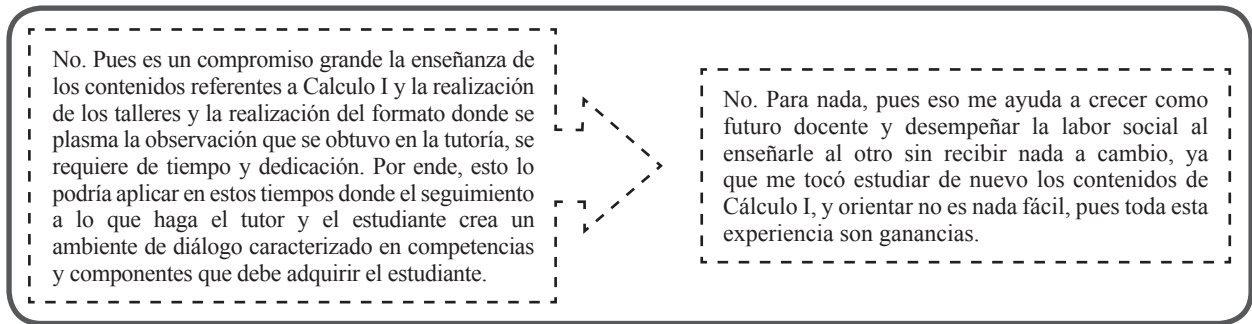 No. Pues es un compromiso grande la enseñanza de
los contenidos referentes a Calculo I y la realización
de los talleres y la realización del formato donde se
plasma la observación que se obtuvo en la tutoría, se
requiere de tiempo y dedicación. Por ende, esto lo
podría aplicar en estos tiempos donde el seguimiento
a lo que haga el tutor y el estudiante crea un
ambiente de diálogo caracterizado en competencias
y componentes que debe adquirir el estudiante.
No. Para nada, pues eso me ayuda a crecer como
futuro docente y desempeñar la labor social al
enseñarle al otro sin recibir nada a cambio, ya
que me tocó estudiar de nuevo los contenidos de
Cálculo I, y orientar no es nada fácil, pues toda esta
experiencia son ganancias.